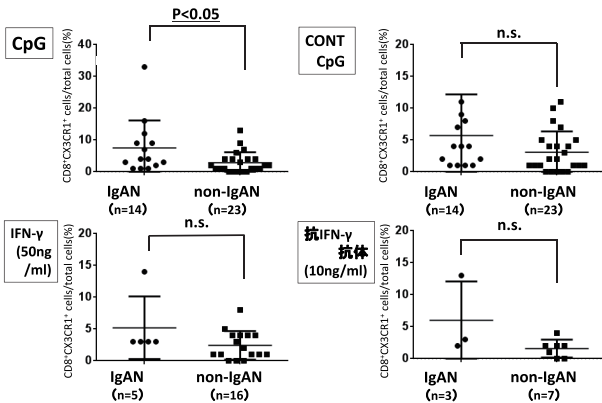 CpG
P<0.05
CD8⁺CX3CR1⁺ cells/total cells(%)
40
30
20
10
0
IgAN
non-IgAN
(n=14)
(n=23)
CONT
CpG
n.s.
CD8⁺CX3CR1⁺ cells/total cells(%)
20
15
10
5
0
IgAN
non-IgAN
(n=14)
(n=23)
IFN-γ
(50ng
/ml)
n.s.
CD8⁺CX3CR1⁺ cells/total cells(%)
20
15
10
5
0
IgAN
non-IgAN
(n=5)
(n=16)
抗IFN-γ
抗体
(10ng/ml)
n.s.
CD8⁺CX3CR1⁺ cells/total cells(%)
20
15
10
5
0
IgAN
non-IgAN
(n=3)
(n=7)